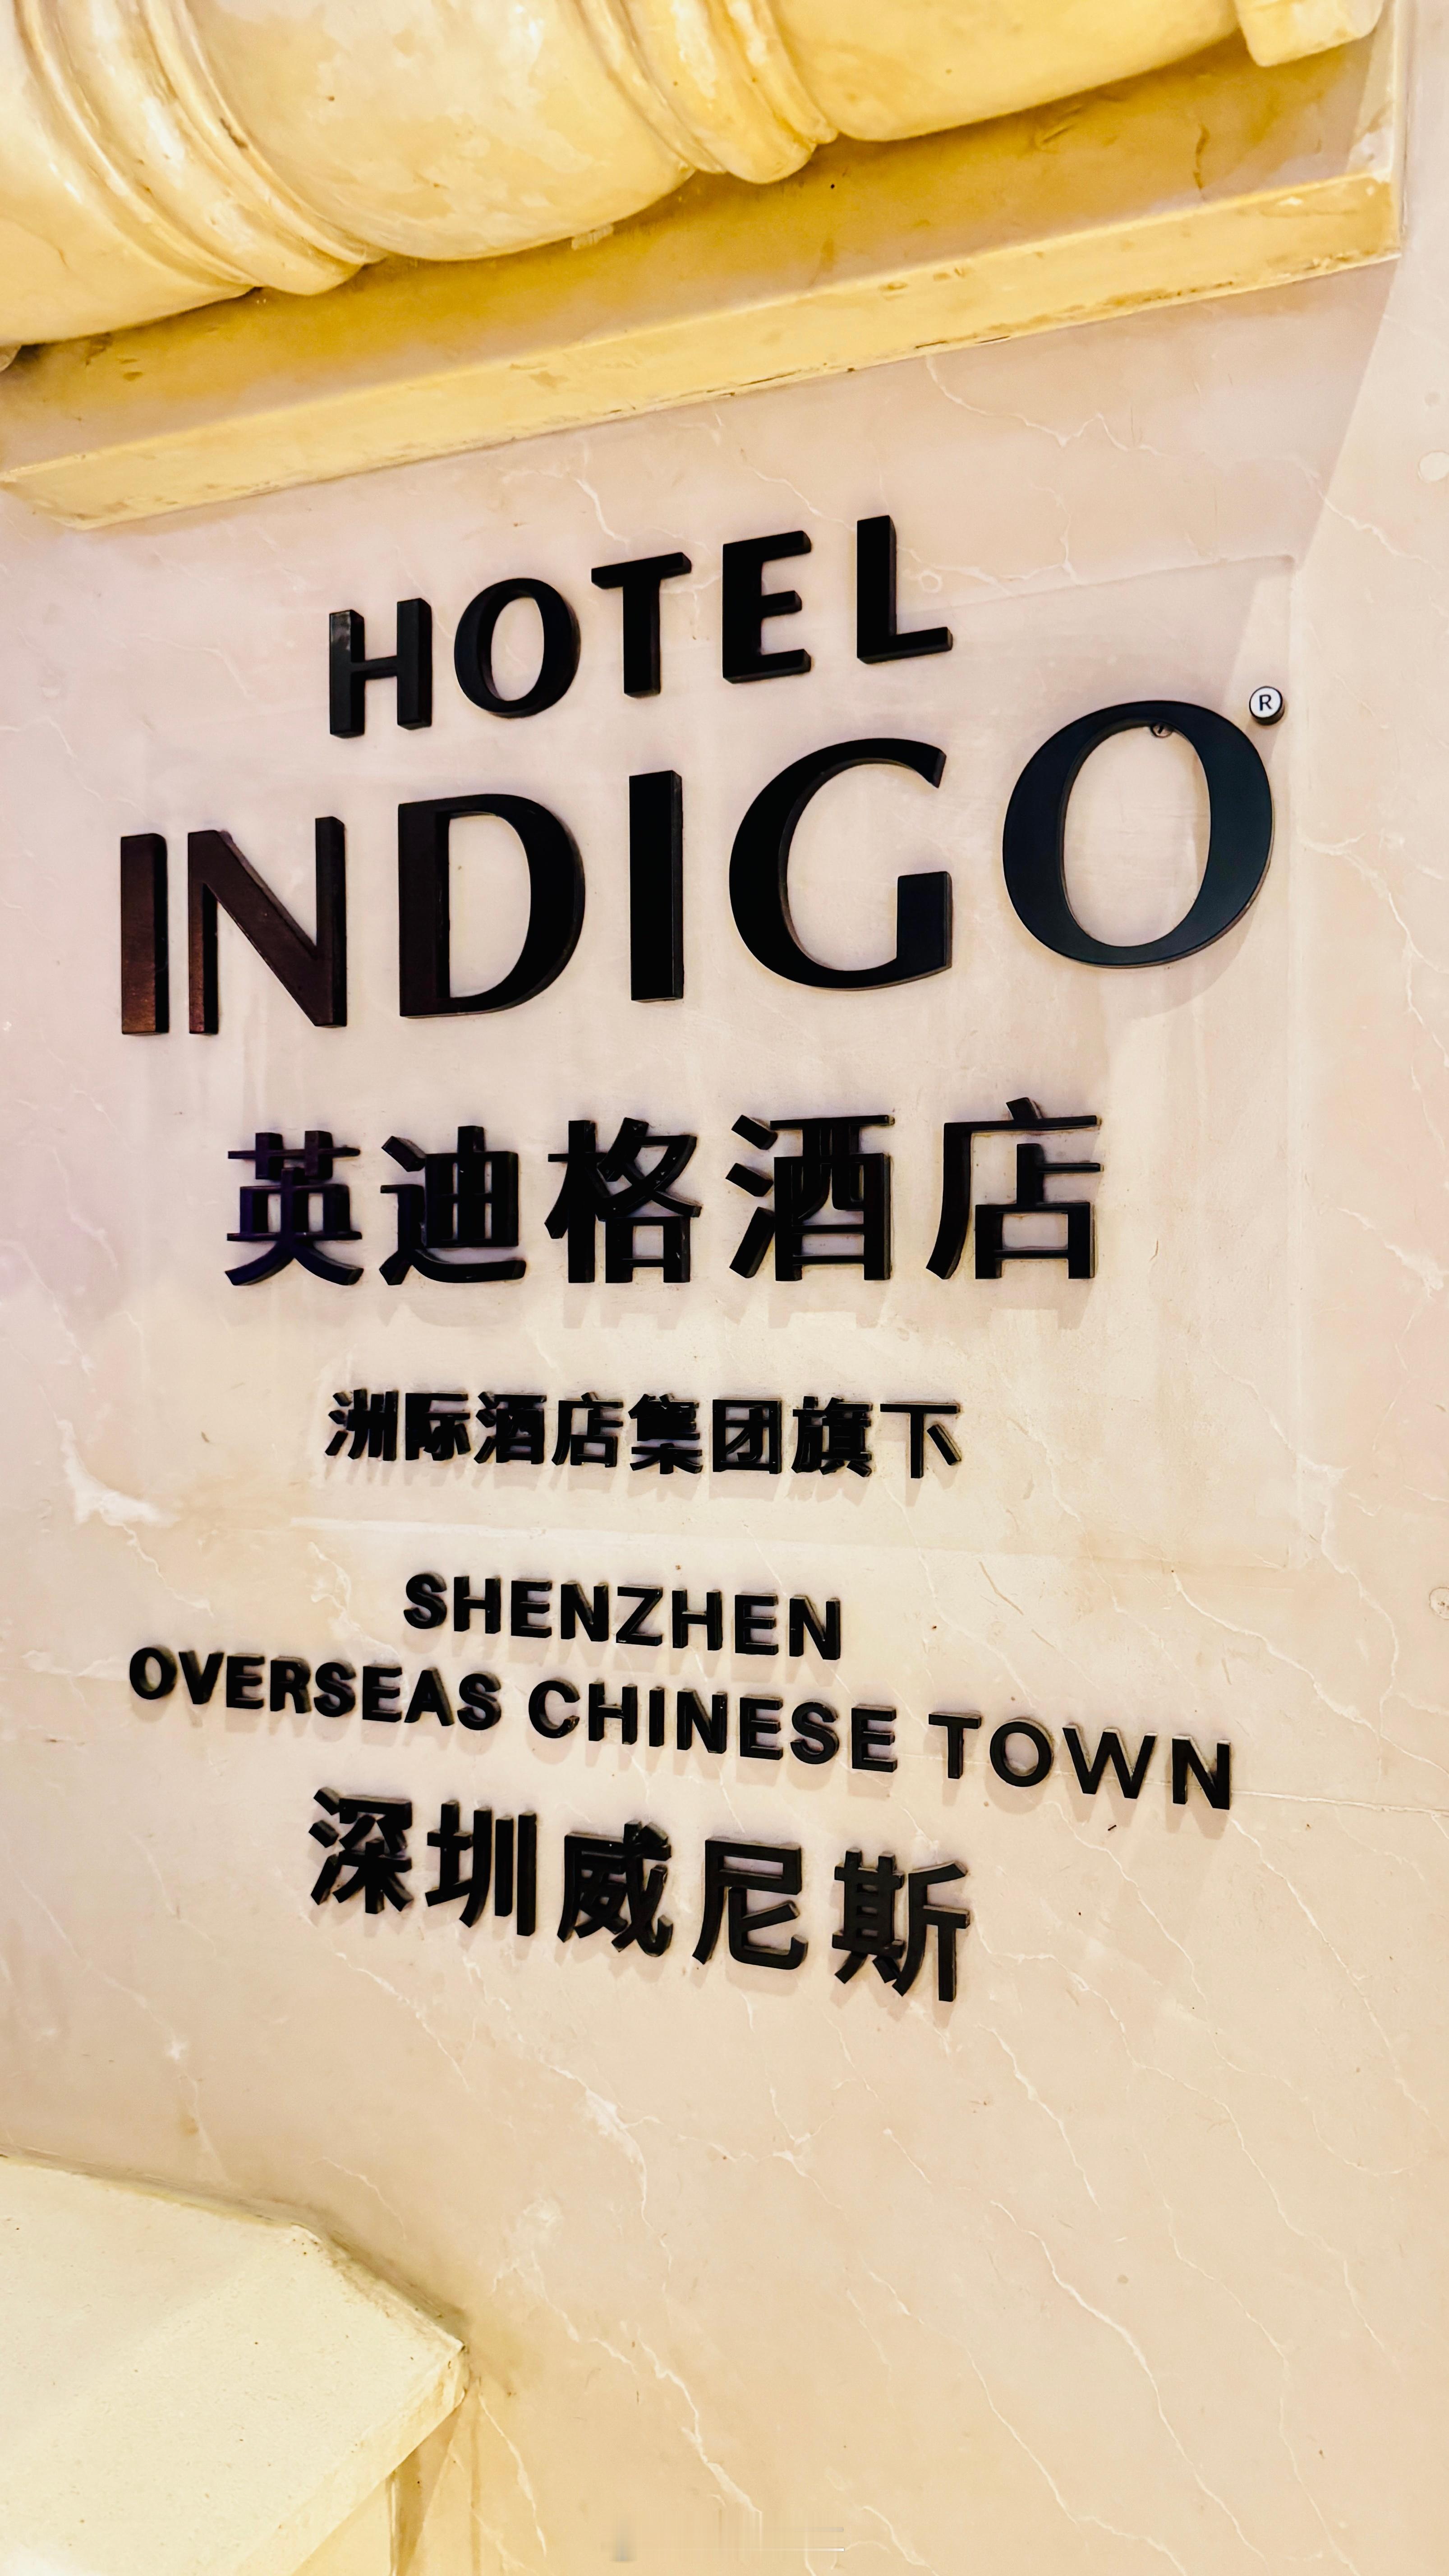 HOTEL
INDIGO®
英迪格酒店
洲际酒店集团旗下
SHENZHEN
OVERSEAS CHINESE TOWN
深圳威尼斯